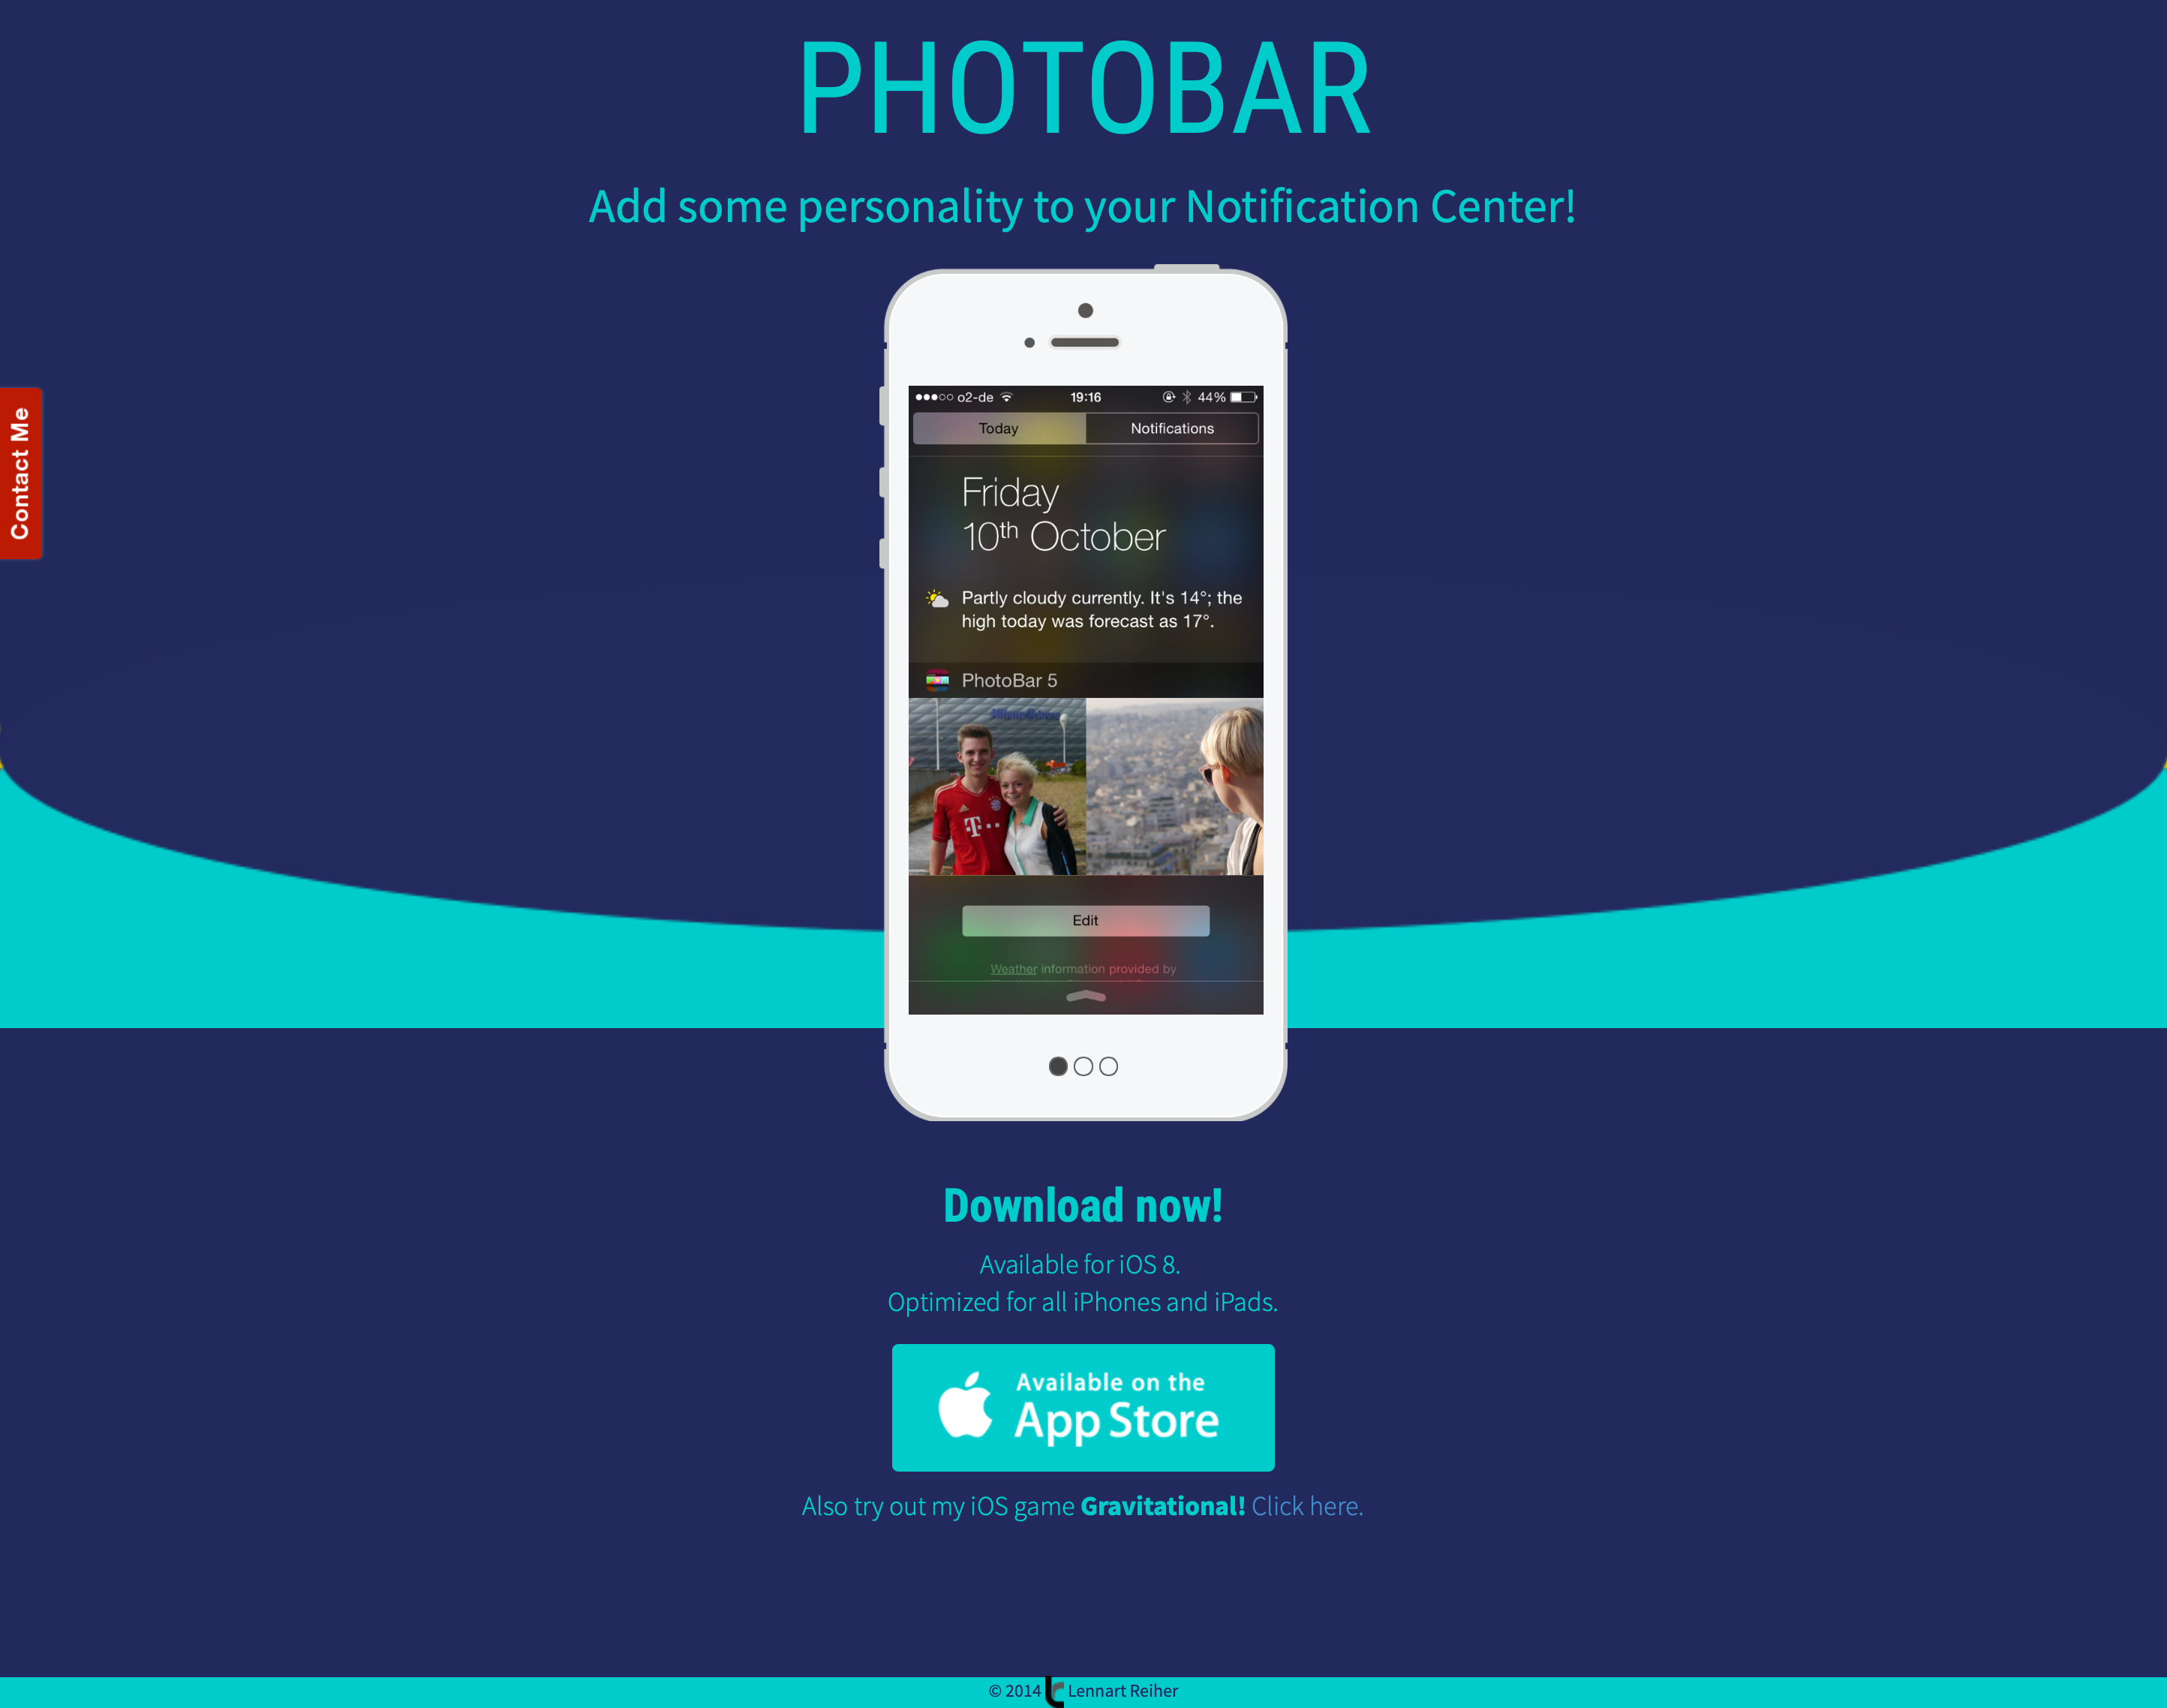 PHOTOBAR
Add some personality to your Notification Center!
Contact Me
o2-de 19:16 44%
Today Notifications
Friday
10th October
Partly cloudy currently. It's 14°; the
high today was forecast as 17°.
PhotoBar 5
Allianz Arena
T
Edit
Weather information provided by
Download now!
Available for iOS 8.
Optimized for all iPhones and iPads.
Available on the
App Store
Also try out my iOS game Gravitational! Click here.
© 2014 Lennart Reiher